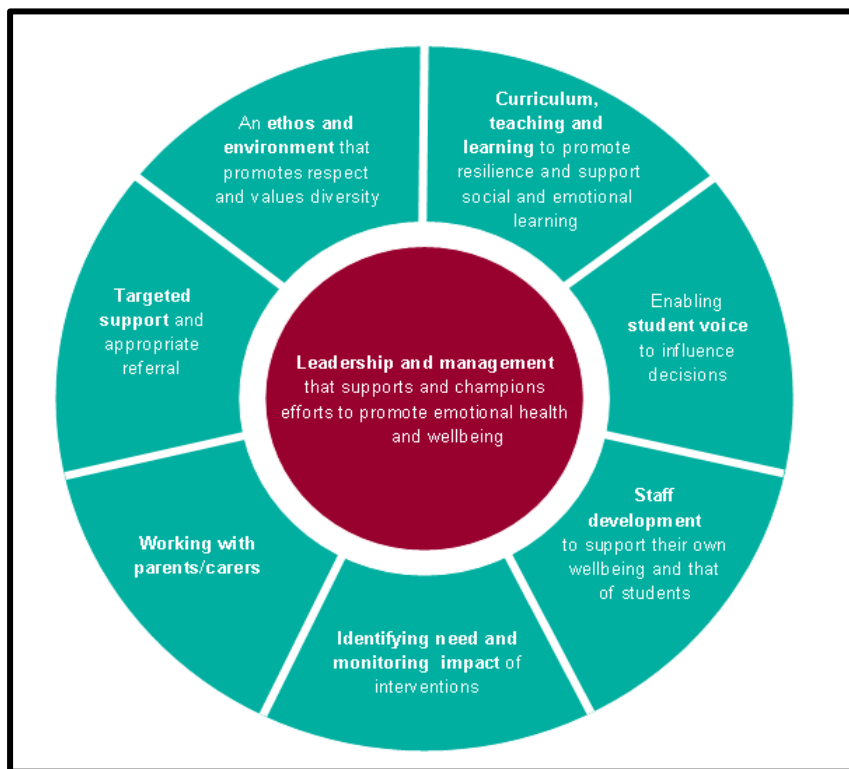 An ethos and
environment that
promotes respect
and values diversity
Curriculum,
teaching and
learning to promote
resilience and support
social and emotional
learning
Enabling
student voice
to influence
decisions
Staff
development
to support their own
wellbeing and that
of students
Identifying need and
monitoring impact of
interventions
Working with
parents/carers
Targeted
support and
appropriate
referral
Leadership and management
that supports and champions
efforts to promote emotional health
and wellbeing